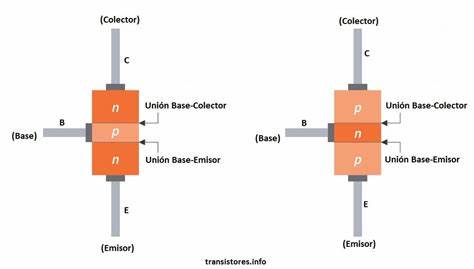 (Colector)
C
n
Unión Base-Colector
B
p
(Base)
n
Unión Base-Emisor
E
(Emisor)
(Colector)
C
p
Unión Base-Colector
B
n
(Base)
p
Unión Base-Emisor
E
(Emisor)
transistores.info